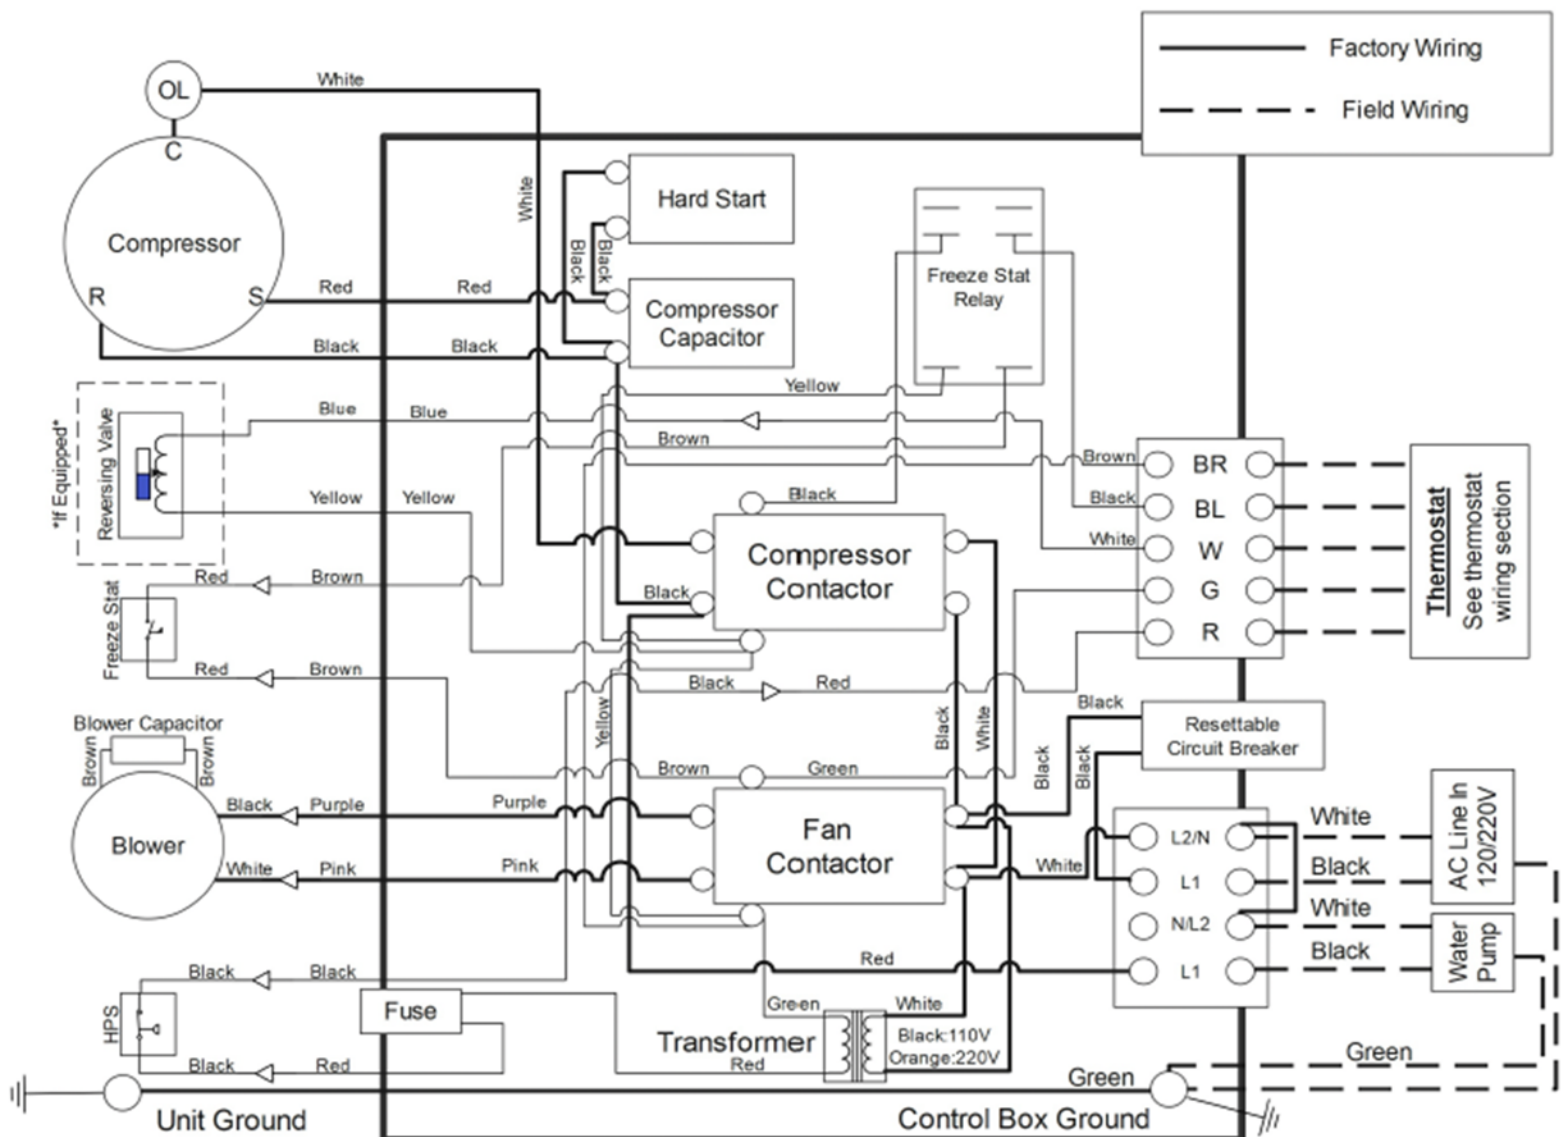 Factory Wiring
Field Wiring
OL
White
C
Compressor
R
S
White
Hard Start
Black
Black
Red
Red
Compressor
Capacitor
Black
Black
Freeze Stat
Relay
Yellow
*If Equipped*
Reversing Valve
Blue
Blue
Brown
Yellow
Yellow
Black
Brown
BR
Black
BL
White
W
G
R
Thermostat
See thermostat
wiring section
Compressor
Contactor
Black
Freeze Stat
Red
Brown
Red
Brown
Black
Red
Yellow
Black
White
Black
Black
Black
Resettable
Circuit Breaker
Blower Capacitor
Brown
Brown
Brown
Green
Black
Purple
Purple
Blower
White
Pink
Pink
Fan
Contactor
White
L2/N
L1
N/L2
L1
White
Black
White
Black
AC Line In
120/220V
Water
Pump
Red
Black
Black
HPS
Fuse
Black
Red
Green
White
Transformer
Red
Black:110V
Orange:220V
Green
Green
Unit Ground
Control Box Ground